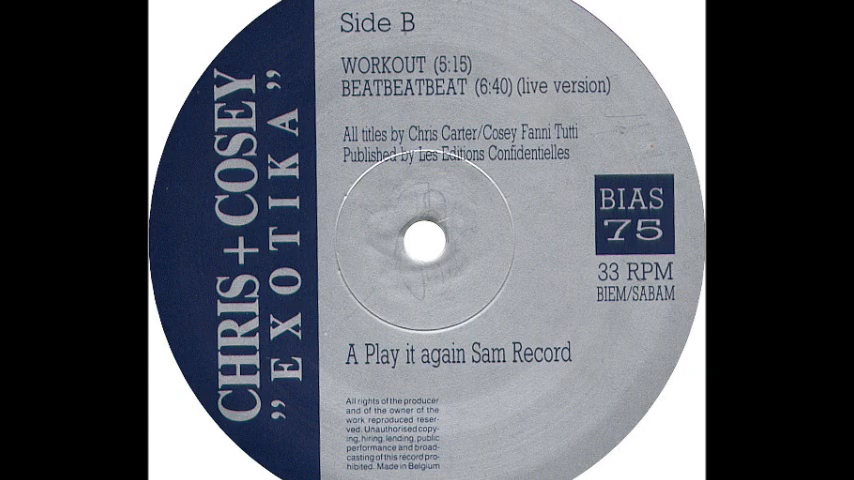 CHRIS + COSEY
"EXOTIKA"
Side B
WORKOUT (5:15)
BEATBEATBEAT (6:40) (live version)
All titles by Chris Carter/Cosey Fanni Tutti
Published by Les Editions Confidentielles
BIAS
75
33 RPM
BIEM/SABAM
A Play it again Sam Record
All rights of the producer
and of the owner of the
work reproduced reser-
ved. Unauthorised copy-
ing, hiring, lending, public
performance and broad-
casting of this record pro-
hibited. Made in Belgium